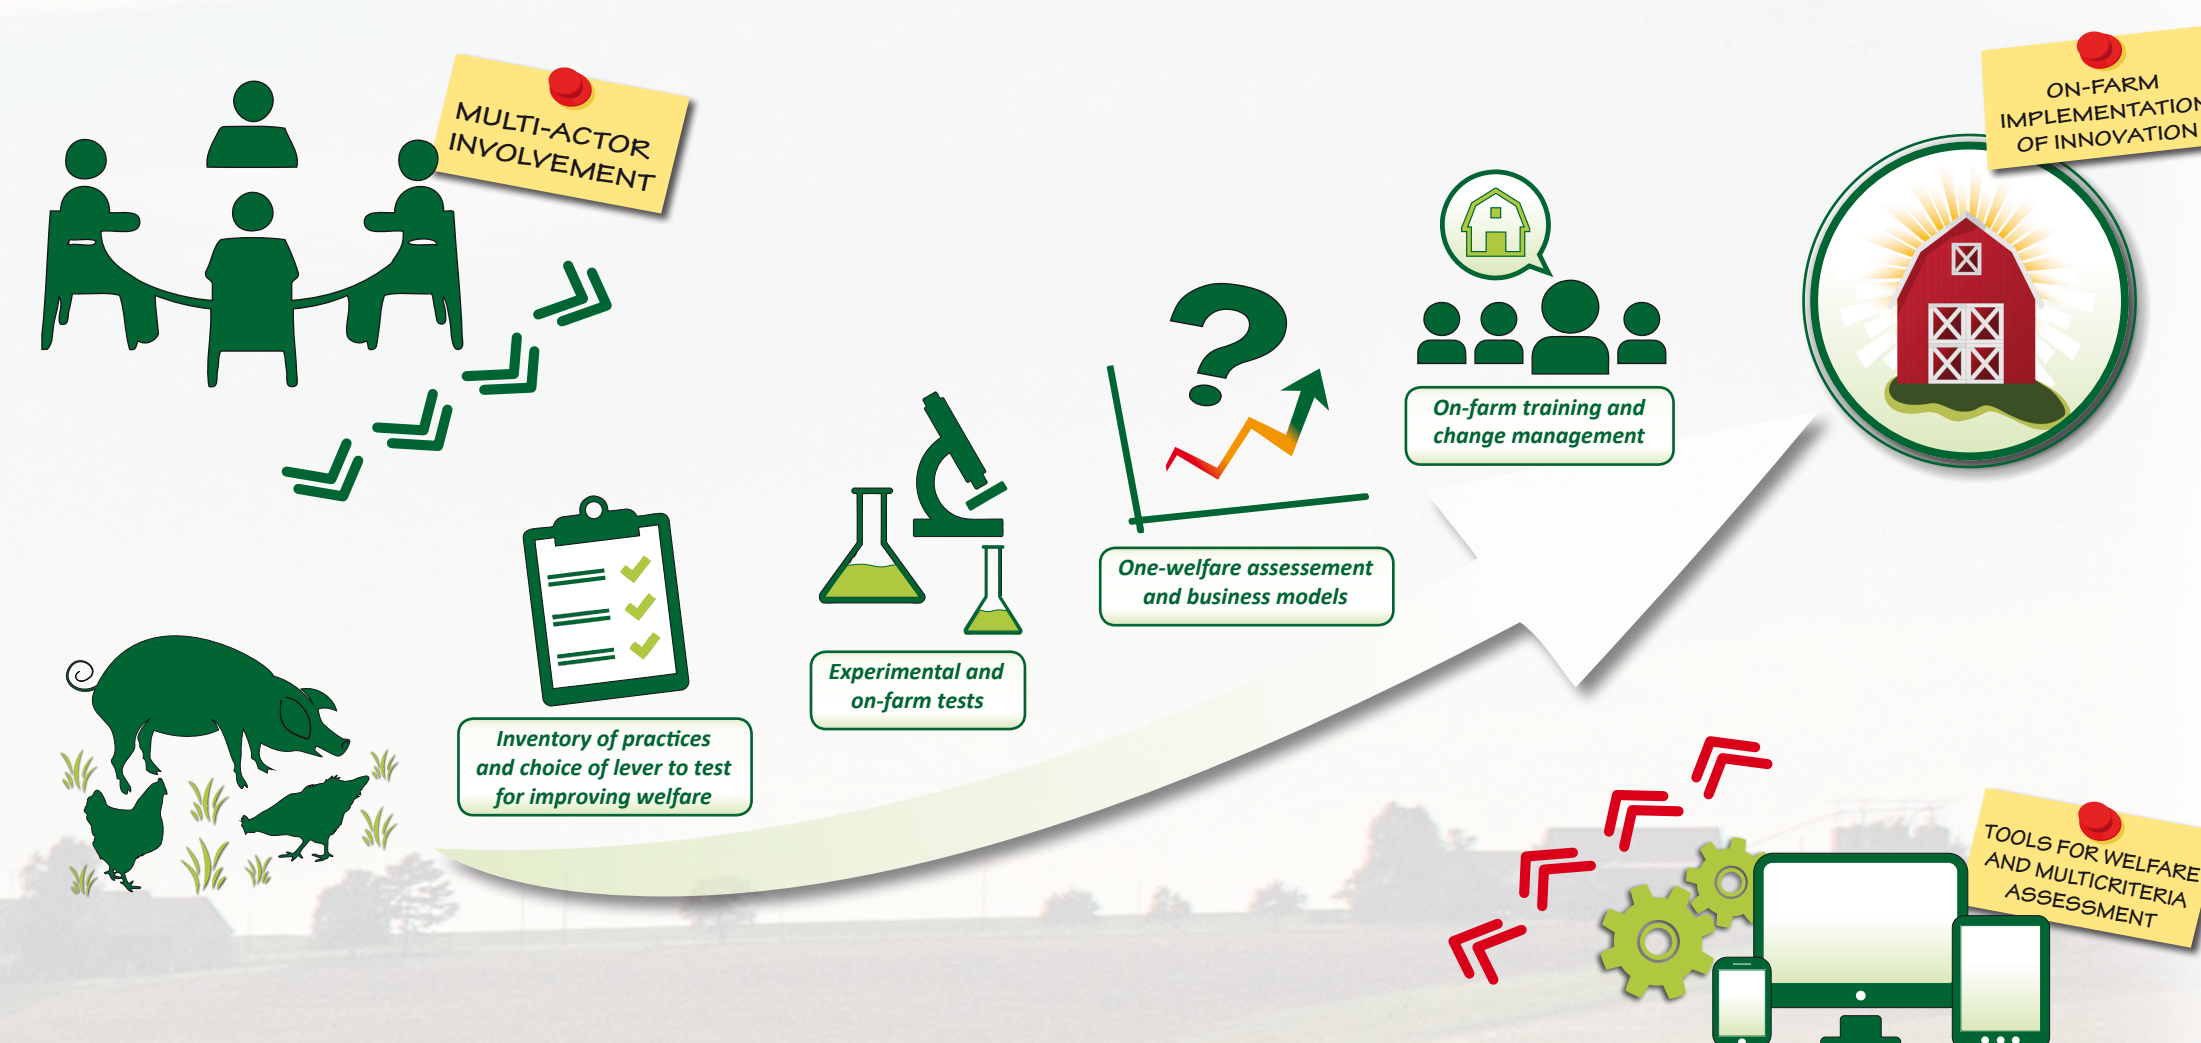 MULTI-ACTOR
INVOLVEMENT
ON-FARM
IMPLEMENTATION
OF INNOVATION
On-farm training and
change management
One-welfare assessement
and business models
Experimental and
on-farm tests
Inventory of practices
and choice of lever to test
for improving welfare
TOOLS FOR WELFARE
AND MULTICRITERIA
ASSESSMENT